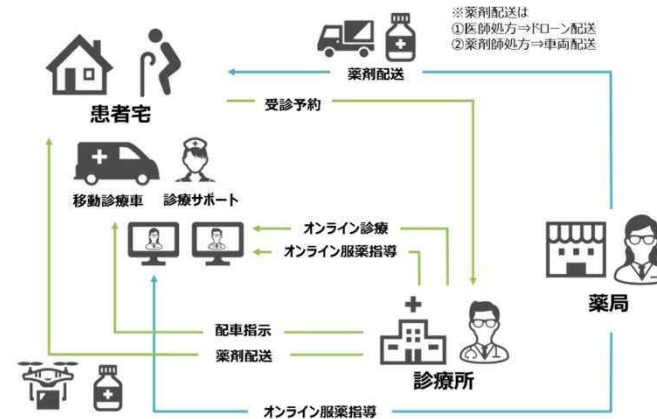 ※薬剤配送は
①医師処方⇒ドローン配送
②薬剤師処方⇒車両配送
薬剤配送
受診予約
患者宅
移動診療車
診療サポート
オンライン診療
オンライン服薬指導
薬局
配車指示
薬剤配送
診療所
オンライン服薬指導